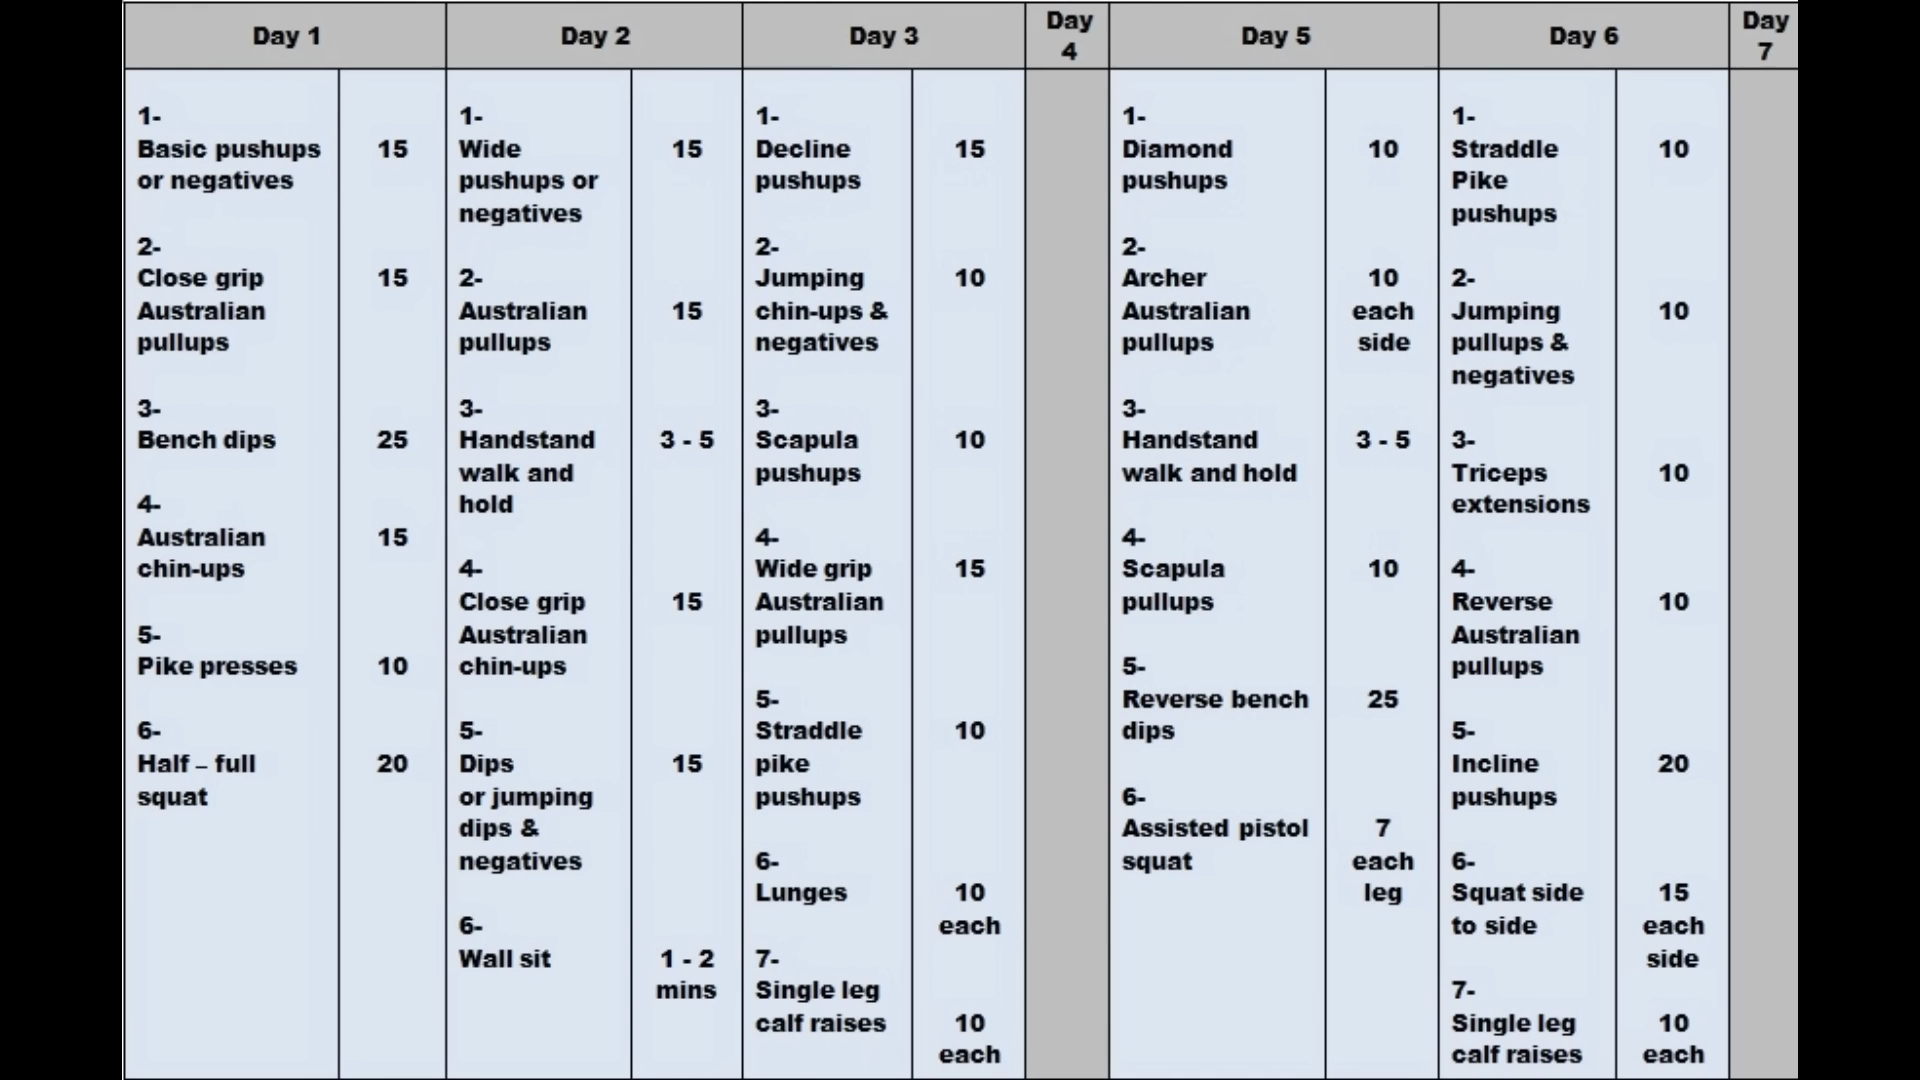 Day 1
Day 2
Day 3
Day
4
Day 5
Day 6
Day
7
1-
Basic pushups
or negatives
15
2-
Close grip
Australian
pullups
15
3-
Bench dips
25
4-
Australian
chin-ups
15
5-
Pike presses
10
6-
Half – full
squat
20
1-
Wide
pushups or
negatives
15
2-
Australian
pullups
15
3-
Handstand
walk and
hold
3 - 5
4-
Close grip
Australian
chin-ups
15
5-
Dips
or jumping
dips &
negatives
15
6-
Wall sit
1 - 2
mins
1-
Decline
pushups
15
2-
Jumping
chin-ups &
negatives
10
3-
Scapula
pushups
10
4-
Wide grip
Australian
pullups
15
5-
Straddle
pike
pushups
10
6-
Lunges
10
each
7-
Single leg
calf raises
10
each
1-
Diamond
pushups
10
2-
Archer
Australian
pullups
10
each
side
3-
Handstand
walk and hold
3 - 5
4-
Scapula
pullups
10
5-
Reverse bench
dips
25
6-
Assisted pistol
squat
7
each
leg
1-
Straddle
Pike
pushups
10
2-
Jumping
pullups &
negatives
10
3-
Triceps
extensions
10
4-
Reverse
Australian
pullups
10
5-
Incline
pushups
20
6-
Squat side
to side
15
each
side
7-
Single leg
calf raises
10
each